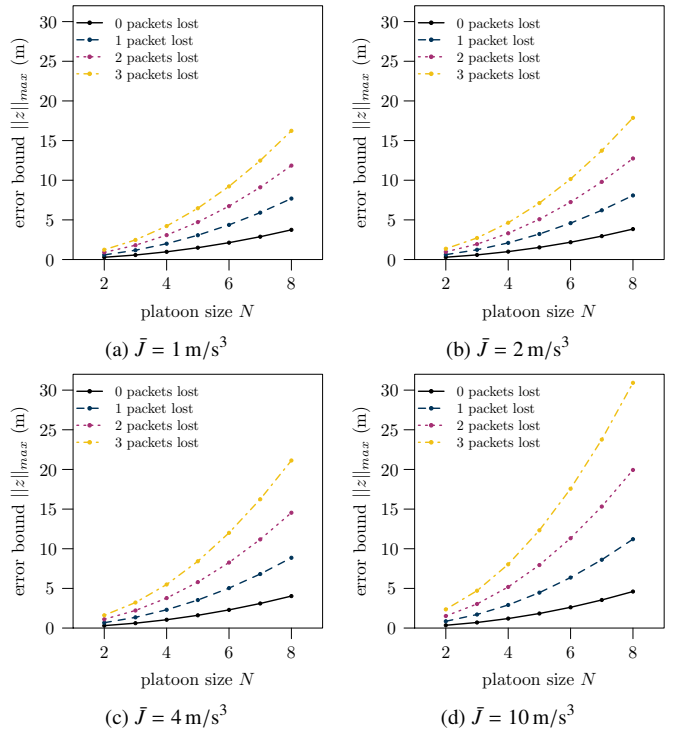 30
25
20
15
10
5
0
error bound ||z||max (m)
0 packets lost
1 packet lost
2 packets lost
3 packets lost
2 4 6 8
platoon size N
(a) J̄ = 1 m/s³
30
25
20
15
10
5
0
error bound ||z||max (m)
0 packets lost
1 packet lost
2 packets lost
3 packets lost
2 4 6 8
platoon size N
(b) J̄ = 2 m/s³
30
25
20
15
10
5
0
error bound ||z||max (m)
0 packets lost
1 packet lost
2 packets lost
3 packets lost
2 4 6 8
platoon size N
(c) J̄ = 4 m/s³
30
25
20
15
10
5
0
error bound ||z||max (m)
0 packets lost
1 packet lost
2 packets lost
3 packets lost
2 4 6 8
platoon size N
(d) J̄ = 10 m/s³